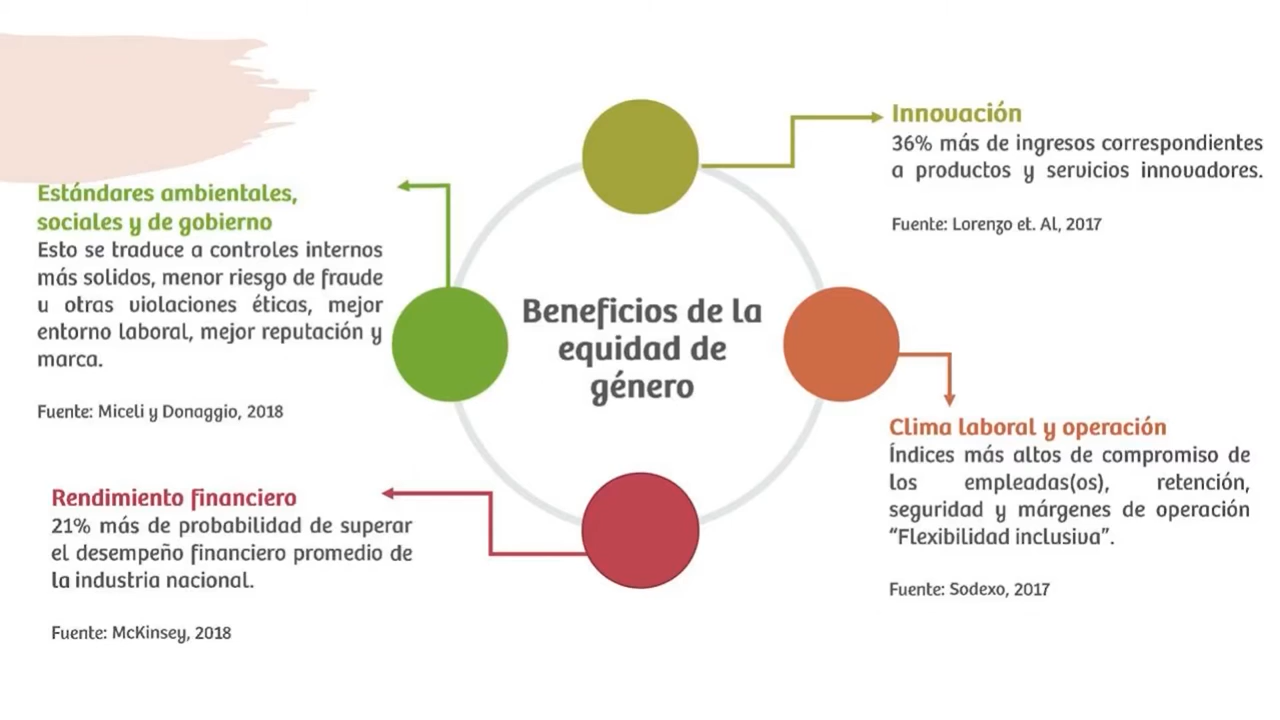 Innovación
36% más de ingresos correspondientes
a productos y servicios innovadores.
Fuente: Lorenzo et. Al, 2017
Estándares ambientales,
sociales y de gobierno
Esto se traduce a controles internos
más solidos, menor riesgo de fraude
u otras violaciones éticas, mejor
entorno laboral, mejor reputación y
marca.
Fuente: Miceli y Donaggio, 2018
Beneficios de la
equidad de
género
Clima laboral y operación
Índices más altos de compromiso de
los empleadas(os), retención,
seguridad y márgenes de operación
“Flexibilidad inclusiva”.
Fuente: Sodexo, 2017
Rendimiento financiero
21% más de probabilidad de superar
el desempeño financiero promedio de
la industria nacional.
Fuente: McKinsey, 2018